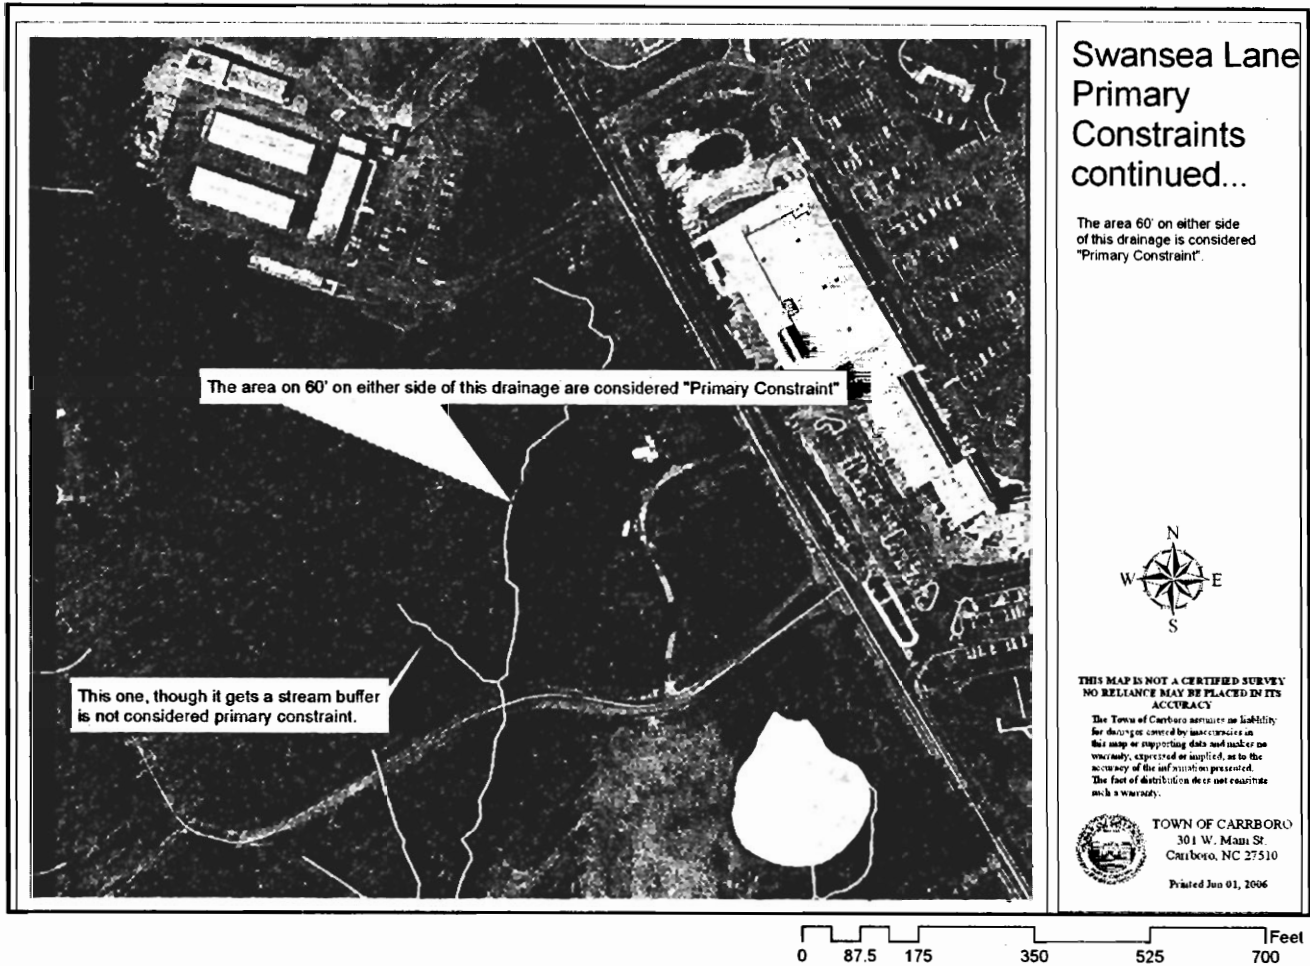 Swansea Lane
Primary
Constraints
continued...
The area 60' on either side
of this drainage is considered
"Primary Constraint".
The area on 60' on either side of this drainage are considered "Primary Constraint"
This one, though it gets a stream buffer
is not considered primary constraint.
N
W E
S
THIS MAP IS NOT A CERTIFIED SURVEY
NO RELIANCE MAY BE PLACED IN ITS
ACCURACY
The Town of Carrboro assumes no liability
for damages caused by inaccuracies in
this map or supporting data and makes no
warranty, expressed or implied, as to the
accuracy of the information presented.
The fact of distribution does not constitute
such a warranty.
TOWN OF CARRBORO
301 W. Main St.
Carrboro, NC 27510
Printed Jun 01, 2006
Feet
0 87.5 175 350 525 700